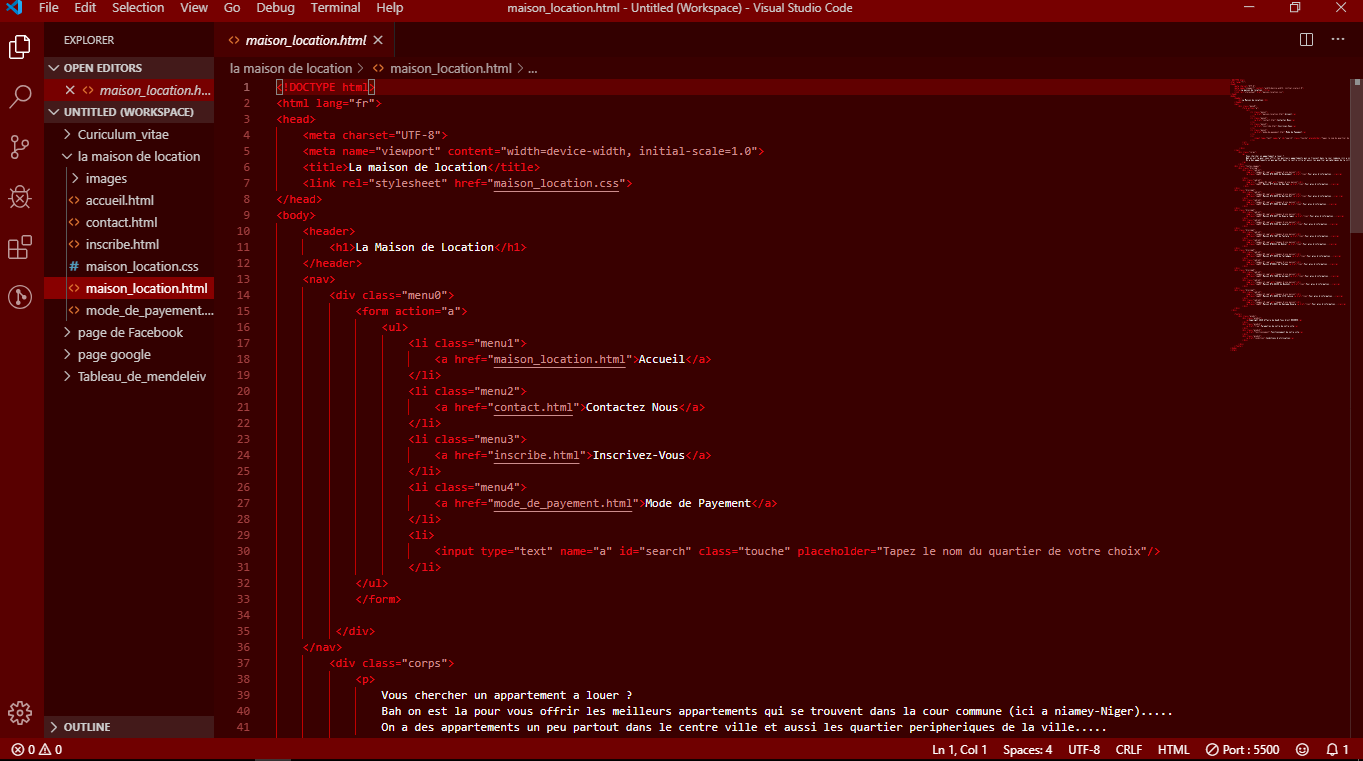 File Edit Selection View Go Debug Terminal Help
maison_location.html - Untitled (Workspace) - Visual Studio Code
EXPLORER
OPEN EDITORS
maison_location.h...
UNTITLED (WORKSPACE)
Curiculum_vitae
la maison de location
images
accueil.html
contact.html
inscribe.html
# maison_location.css
maison_location.html
mode_de_payement....
page de Facebook
page google
Tableau_de_mendeleiv
OUTLINE
maison_location.html
la maison de location > maison_location.html > ...
1 <!DOCTYPE html>
2 <html lang="fr">
3 <head>
4 <meta charset="UTF-8">
5 <meta name="viewport" content="width=device-width, initial-scale=1.0">
6 <title>La maison de location</title>
7 <link rel="stylesheet" href="maison_location.css">
8 </head>
9 <body>
10 <header>
11 <h1>La Maison de Location</h1>
12 </header>
13 <nav>
14 <div class="menu0">
15 <form action="a">
16 <ul>
17 <li class="menu1">
18 <a href="maison_location.html">Accueil</a>
19 </li>
20 <li class="menu2">
21 <a href="contact.html">Contactez Nous</a>
22 </li>
23 <li class="menu3">
24 <a href="inscribe.html">Inscrivez-Vous</a>
25 </li>
26 <li class="menu4">
27 <a href="mode_de_payement.html">Mode de Payement</a>
28 </li>
29 <li>
30 <input type="text" name="a" id="search" class="touche" placeholder="Tapez le nom du quartier de votre choix"/>
31 </li>
32 </ul>
33 </form>
34
35 </div>
36 </nav>
37 <div class="corps">
38 <p>
39 Vous chercher un appartement a louer ?
40 Bah on est la pour vous offrir les meilleurs appartements qui se trouvent dans la cour commune (ici a niamey-Niger).....
41 On a des appartements un peu partout dans le centre ville et aussi les quartier peripheriques de la ville.....
0 0 Ln 1, Col 1 Spaces: 4 UTF-8 CRLF HTML Port : 5500 1